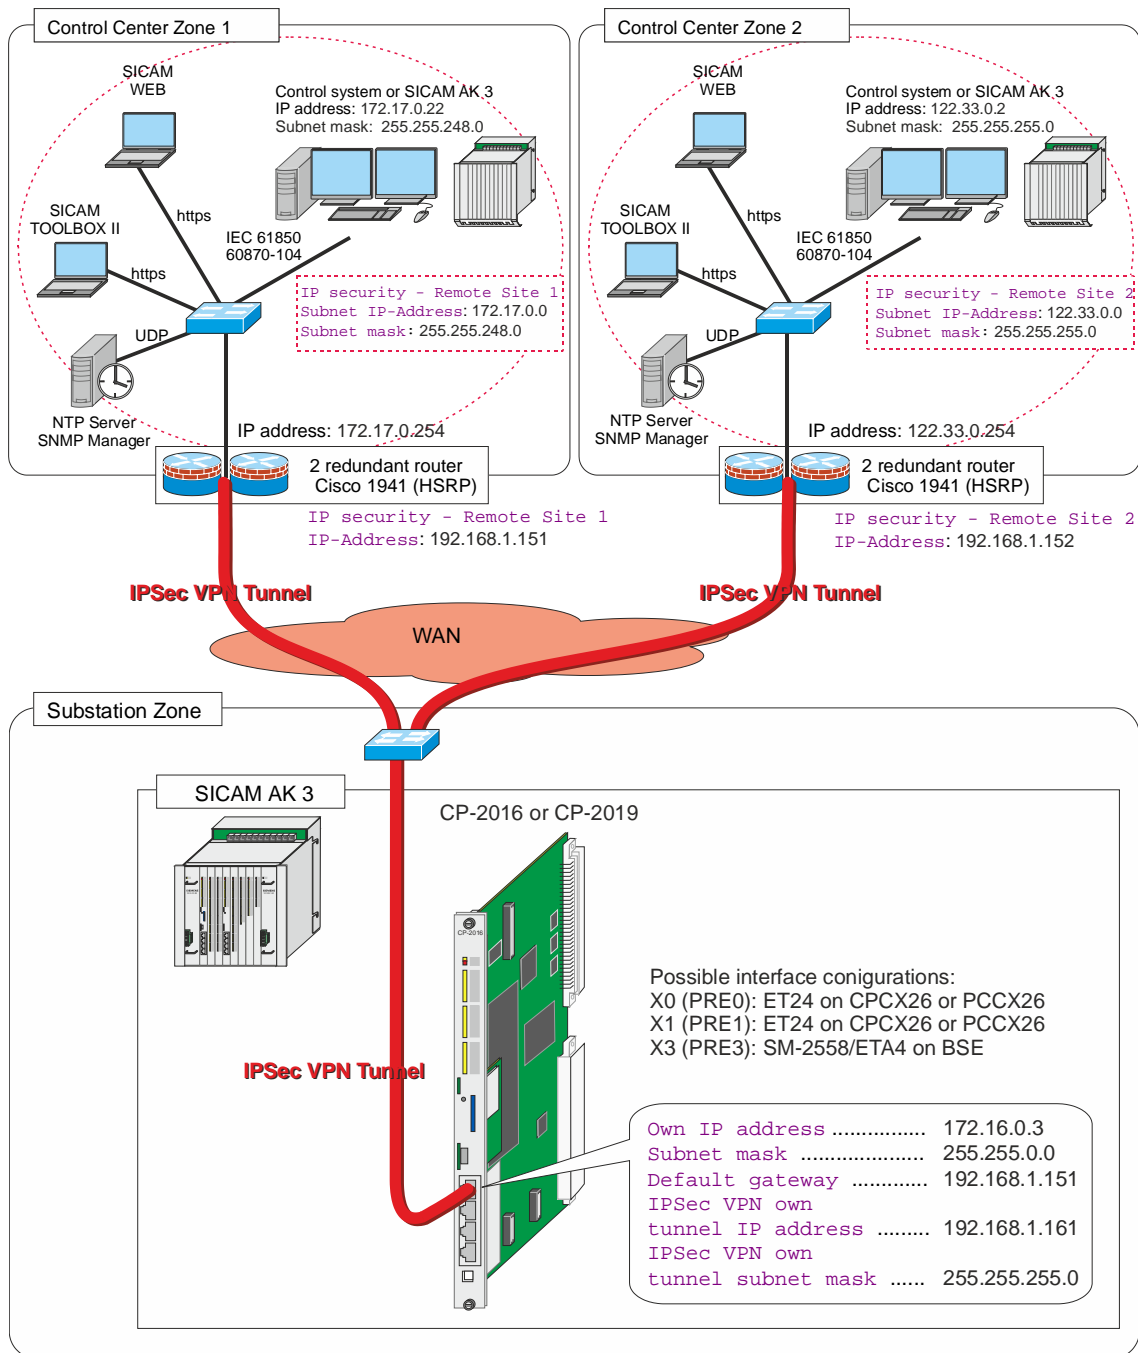 Control Center Zone 1
SICAM
WEB
Control system or SICAM AK 3
IP address: 172.17.0.22
Subnet mask: 255.255.248.0
https
SICAM
TOOLBOX II
https
IEC 61850
60870-104
IP security - Remote Site 1
Subnet IP-Address: 172.17.0.0
Subnet mask: 255.255.248.0
UDP
NTP Server
SNMP Manager
IP address: 172.17.0.254
2 redundant router
Cisco 1941 (HSRP)
IP security - Remote Site 1
IP-Address: 192.168.1.151
IPSec VPN Tunnel
Control Center Zone 2
SICAM
WEB
Control system or SICAM AK 3
IP address: 122.33.0.2
Subnet mask: 255.255.255.0
https
SICAM
TOOLBOX II
https
IEC 61850
60870-104
IP security - Remote Site 2
Subnet IP-Address: 122.33.0.0
Subnet mask: 255.255.255.0
UDP
NTP Server
SNMP Manager
IP address: 122.33.0.254
2 redundant router
Cisco 1941 (HSRP)
IP security - Remote Site 2
IP-Address: 192.168.1.152
IPSec VPN Tunnel
WAN
Substation Zone
SICAM AK 3
CP-2016 or CP-2019
CP-2016
Possible interface conigurations:
X0 (PRE0): ET24 on CPCX26 or PCCX26
X1 (PRE1): ET24 on CPCX26 or PCCX26
X3 (PRE3): SM-2558/ETA4 on BSE
IPSec VPN Tunnel
Own IP address ................ 172.16.0.3
Subnet mask ..................... 255.255.0.0
Default gateway ............. 192.168.1.151
IPSec VPN own
tunnel IP address ......... 192.168.1.161
IPSec VPN own
tunnel subnet mask ...... 255.255.255.0